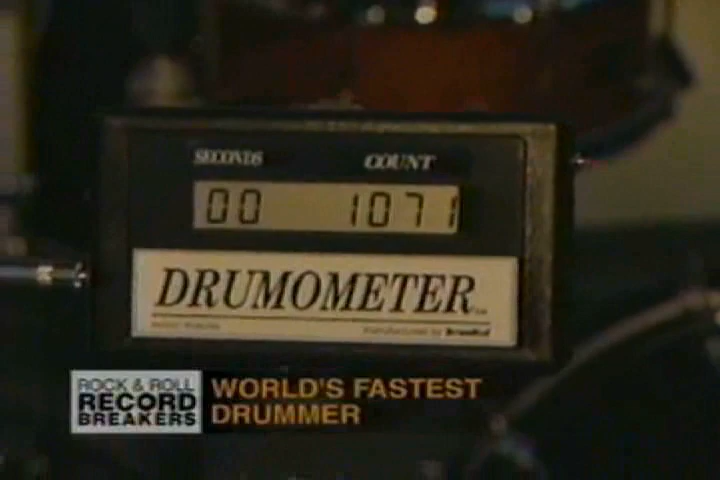 SECONDS COUNT
00 1071
DRUMOMETER
ROCK & ROLL
RECORD
BREAKERS
WORLD'S FASTEST
DRUMMER